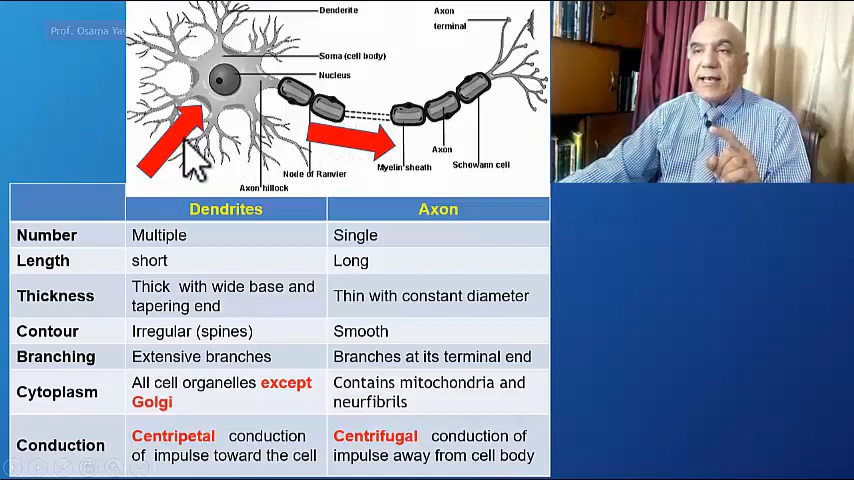 Prof. Osama Yas
Denderite
Axon
terminal
Soma (cell body)
Nucleus
Axon
Myelin sheath
Schowann cell
Node of Ranvier
Axon hillock
Dendrites Axon
Number Multiple Single
Length short Long
Thickness Thick with wide base and tapering end Thin with constant diameter
Contour Irregular (spines) Smooth
Branching Extensive branches Branches at its terminal end
Cytoplasm All cell organelles except Golgi Contains mitochondria and neurfibrils
Conduction Centripetal conduction of impulse toward the cell Centrifugal conduction of impulse away from cell body